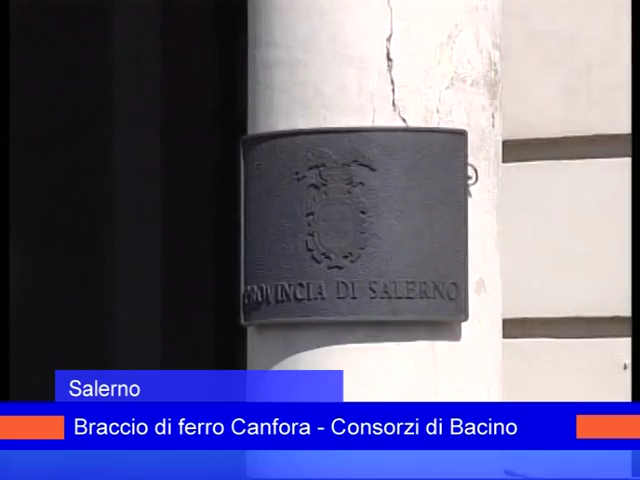 PROVINCIA DI SALERNO
Salerno
Braccio di ferro Canfora - Consorzi di Bacino